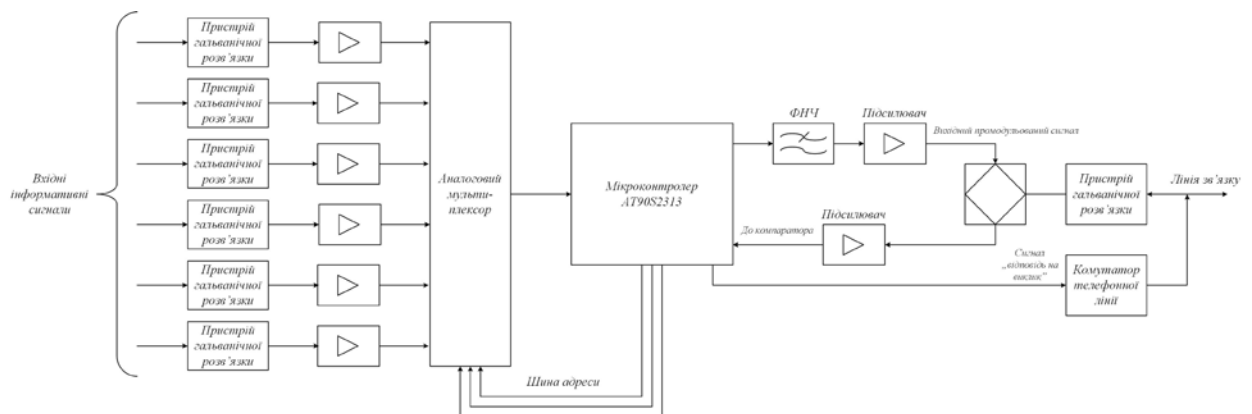 Вхідні
інформативні
сигнали
Пристрій
гальванічної
розв’язки
Пристрій
гальванічної
розв’язки
Пристрій
гальванічної
розв’язки
Пристрій
гальванічної
розв’язки
Пристрій
гальванічної
розв’язки
Пристрій
гальванічної
розв’язки
Аналоговий
мульти-
плексор
Шина адреси
Мікроконтролер
AT90S2313
ФНЧ
Підсилювач
Вихідний промодульований сигнал
Підсилювач
До компаратора
Пристрій
гальванічної
розв’язки
Лінія зв’язку
Сигнал
„відповідь на
виклик”
Комутатор
телефонної
лінії